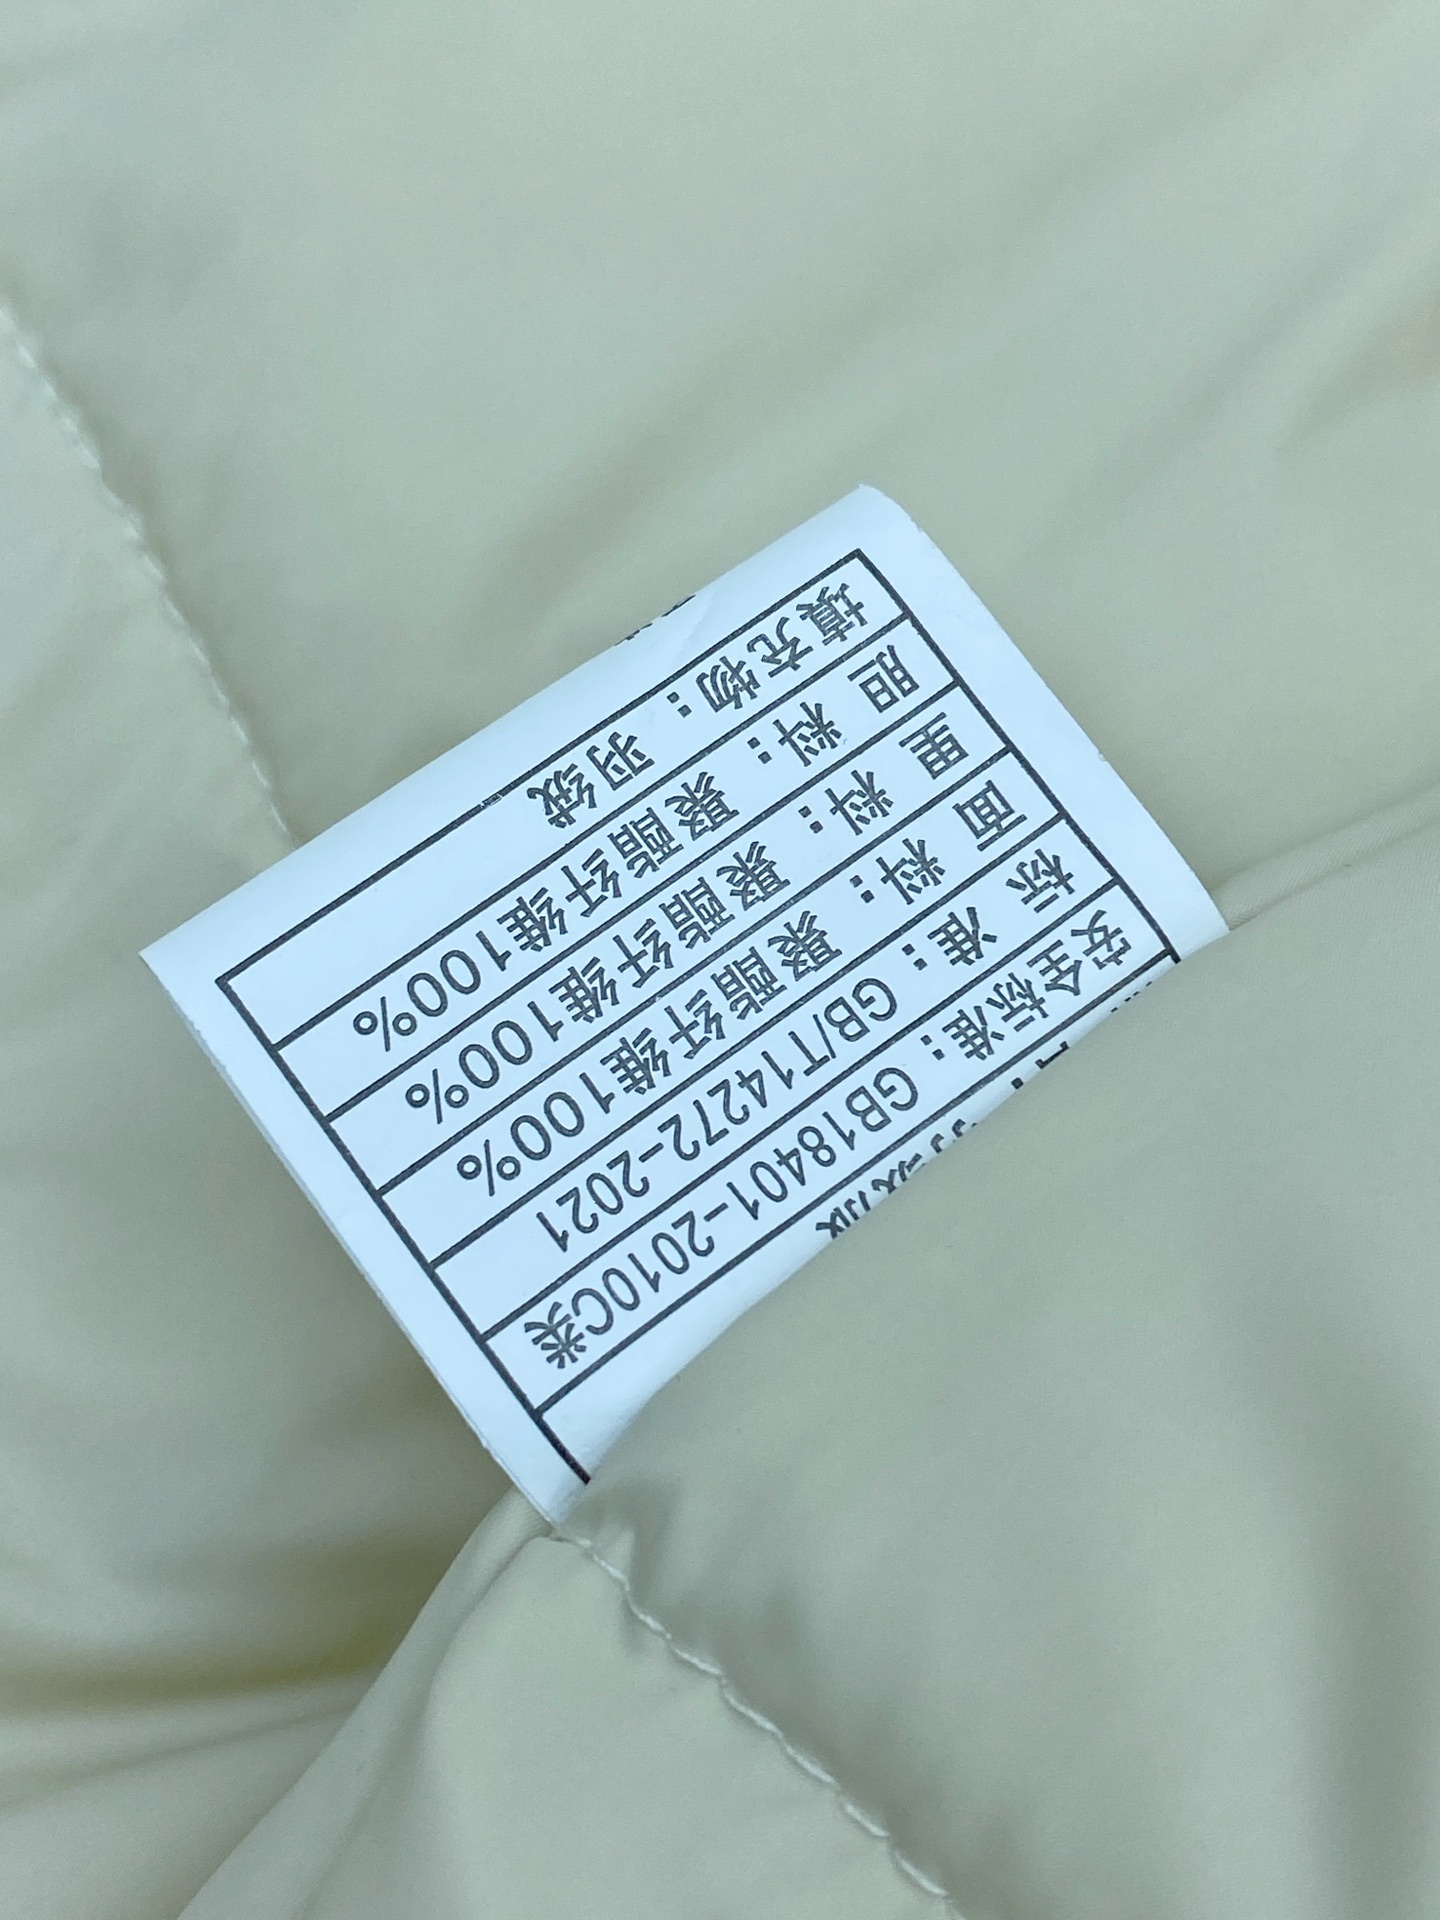 安全标准：GB18401-2010C类
标 准：GB/T14272-2021
面 料：聚酯纤维100%
里 料：聚酯纤维100%
胆 料：聚酯纤维100%
填充物：羽绒